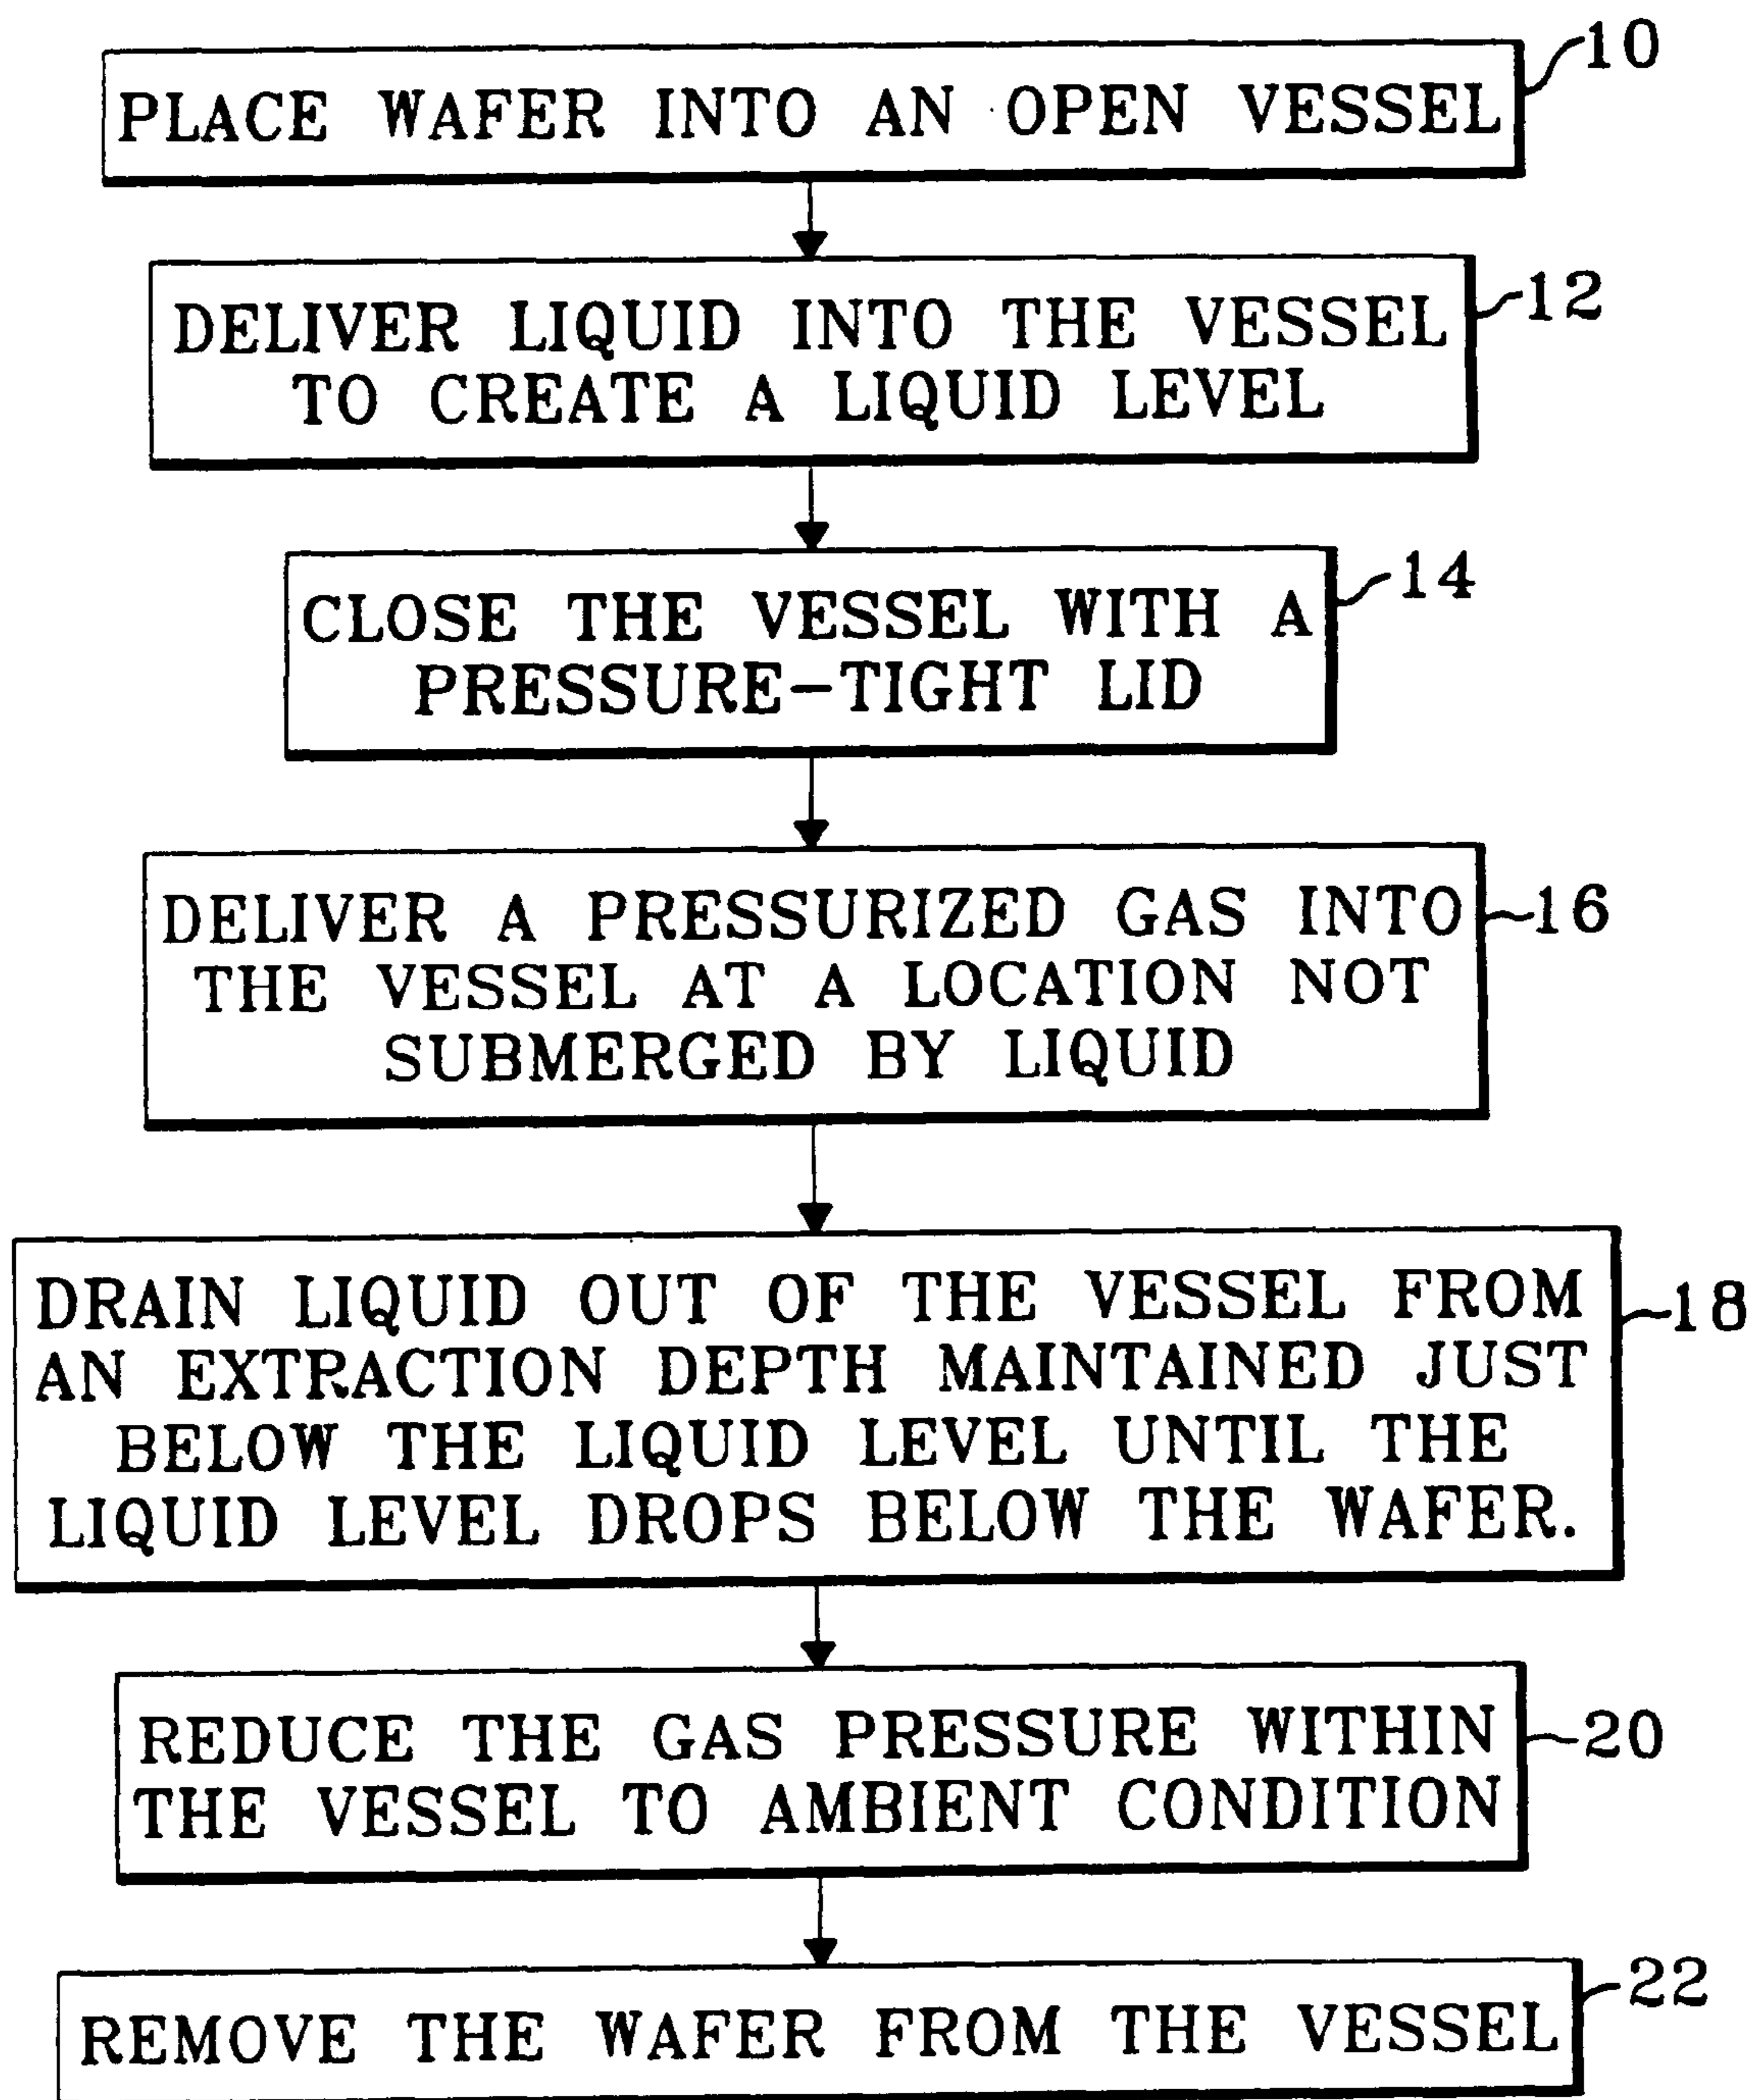 10
PLACE WAFER INTO AN OPEN VESSEL
12
DELIVER LIQUID INTO THE VESSEL
TO CREATE A LIQUID LEVEL
14
CLOSE THE VESSEL WITH A
PRESSURE-TIGHT LID
16
DELIVER A PRESSURIZED GAS INTO
THE VESSEL AT A LOCATION NOT
SUBMERGED BY LIQUID
18
DRAIN LIQUID OUT OF THE VESSEL FROM
AN EXTRACTION DEPTH MAINTAINED JUST
BELOW THE LIQUID LEVEL UNTIL THE
LIQUID LEVEL DROPS BELOW THE WAFER.
20
REDUCE THE GAS PRESSURE WITHIN
THE VESSEL TO AMBIENT CONDITION
22
REMOVE THE WAFER FROM THE VESSEL